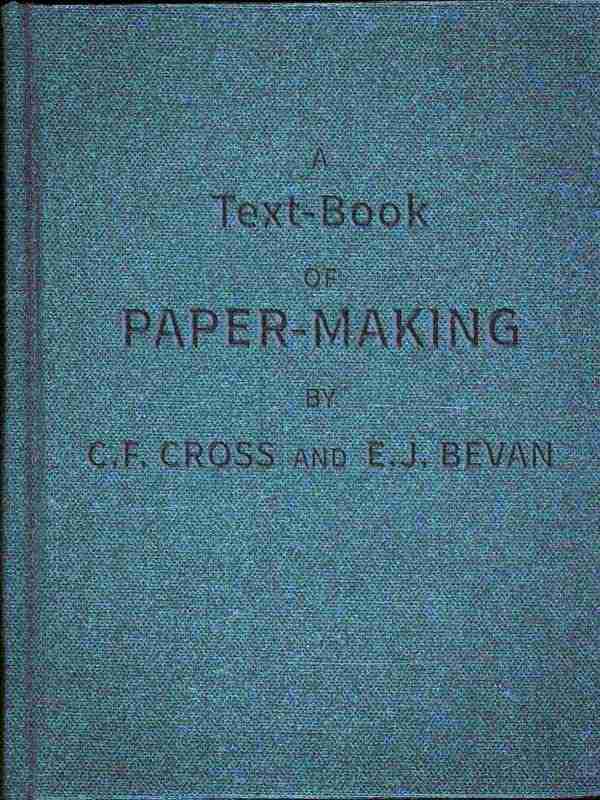 A
Text-Book
OF
PAPER-MAKING
BY
C.F. CROSS AND E.J. BEVAN